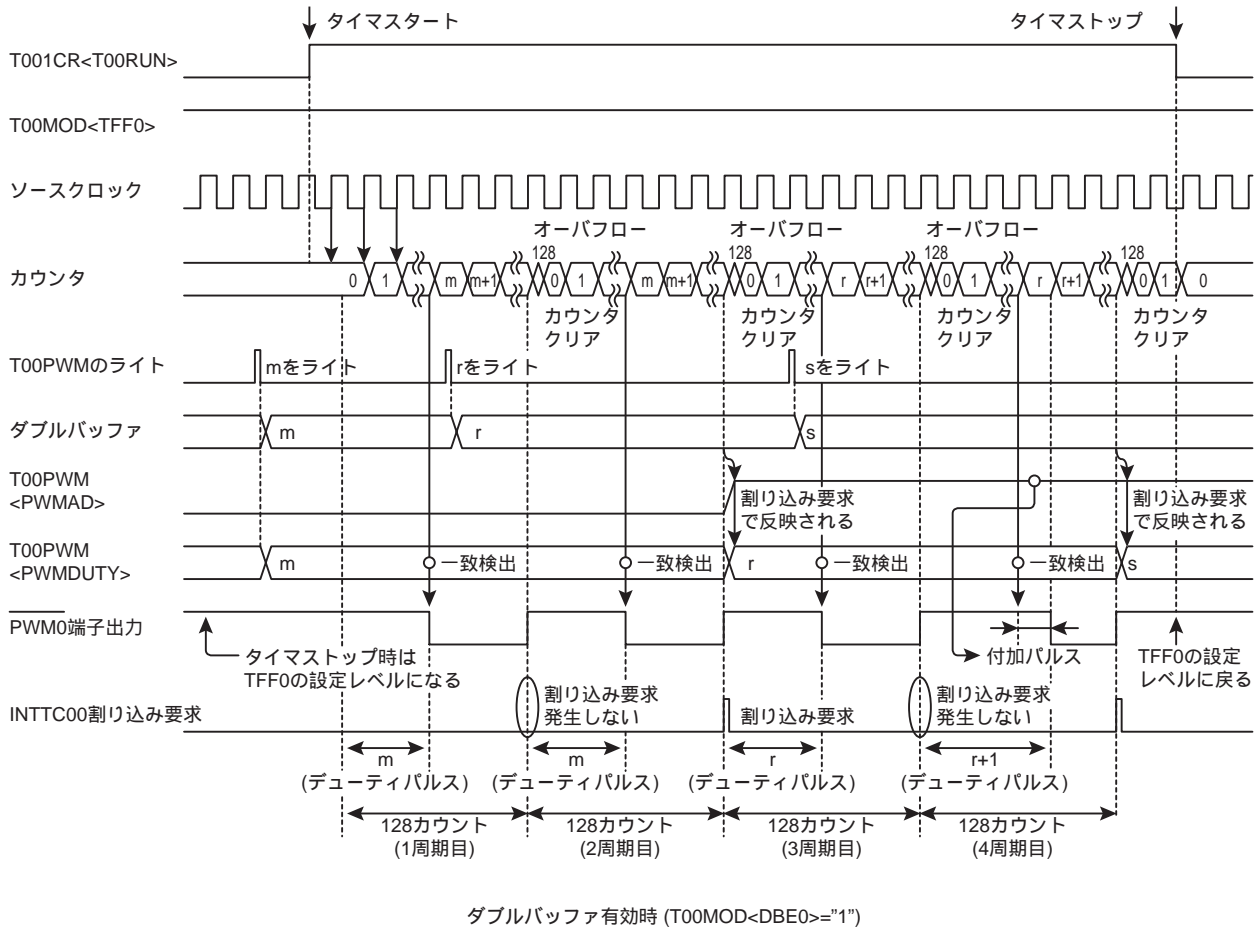 タイマスタート
タイマストップ
T001CR<T00RUN>
T00MOD<TFF0>
ソースクロック
オーバフロー
オーバフロー
オーバフロー
128
128
128
128
カウンタ
0
1
m
m+1
0
1
m
m+1
0
1
r
r+1
0
1
r
r+1
0
1
0
カウンタ
クリア
カウンタ
クリア
カウンタ
クリア
カウンタ
クリア
T00PWMのライト
mをライト
rをライト
sをライト
ダブルバッファ
m
r
s
T00PWM
<PWMAD>
割り込み要求
で反映される
割り込み要求
で反映される
T00PWM
<PWMDUTY>
m
一致検出
一致検出
r
一致検出
一致検出
s
PWM0端子出力
タイマストップ時は
TFF0の設定レベルになる
付加パルス
TFF0の設定
レベルに戻る
INTTC00割り込み要求
割り込み要求
発生しない
割り込み要求
割り込み要求
発生しない
m
(デューティパルス)
m
(デューティパルス)
r
(デューティパルス)
r+1
(デューティパルス)
128カウント
(1周期目)
128カウント
(2周期目)
128カウント
(3周期目)
128カウント
(4周期目)
ダブルバッファ有効時 (T00MOD<DBE0>="1")